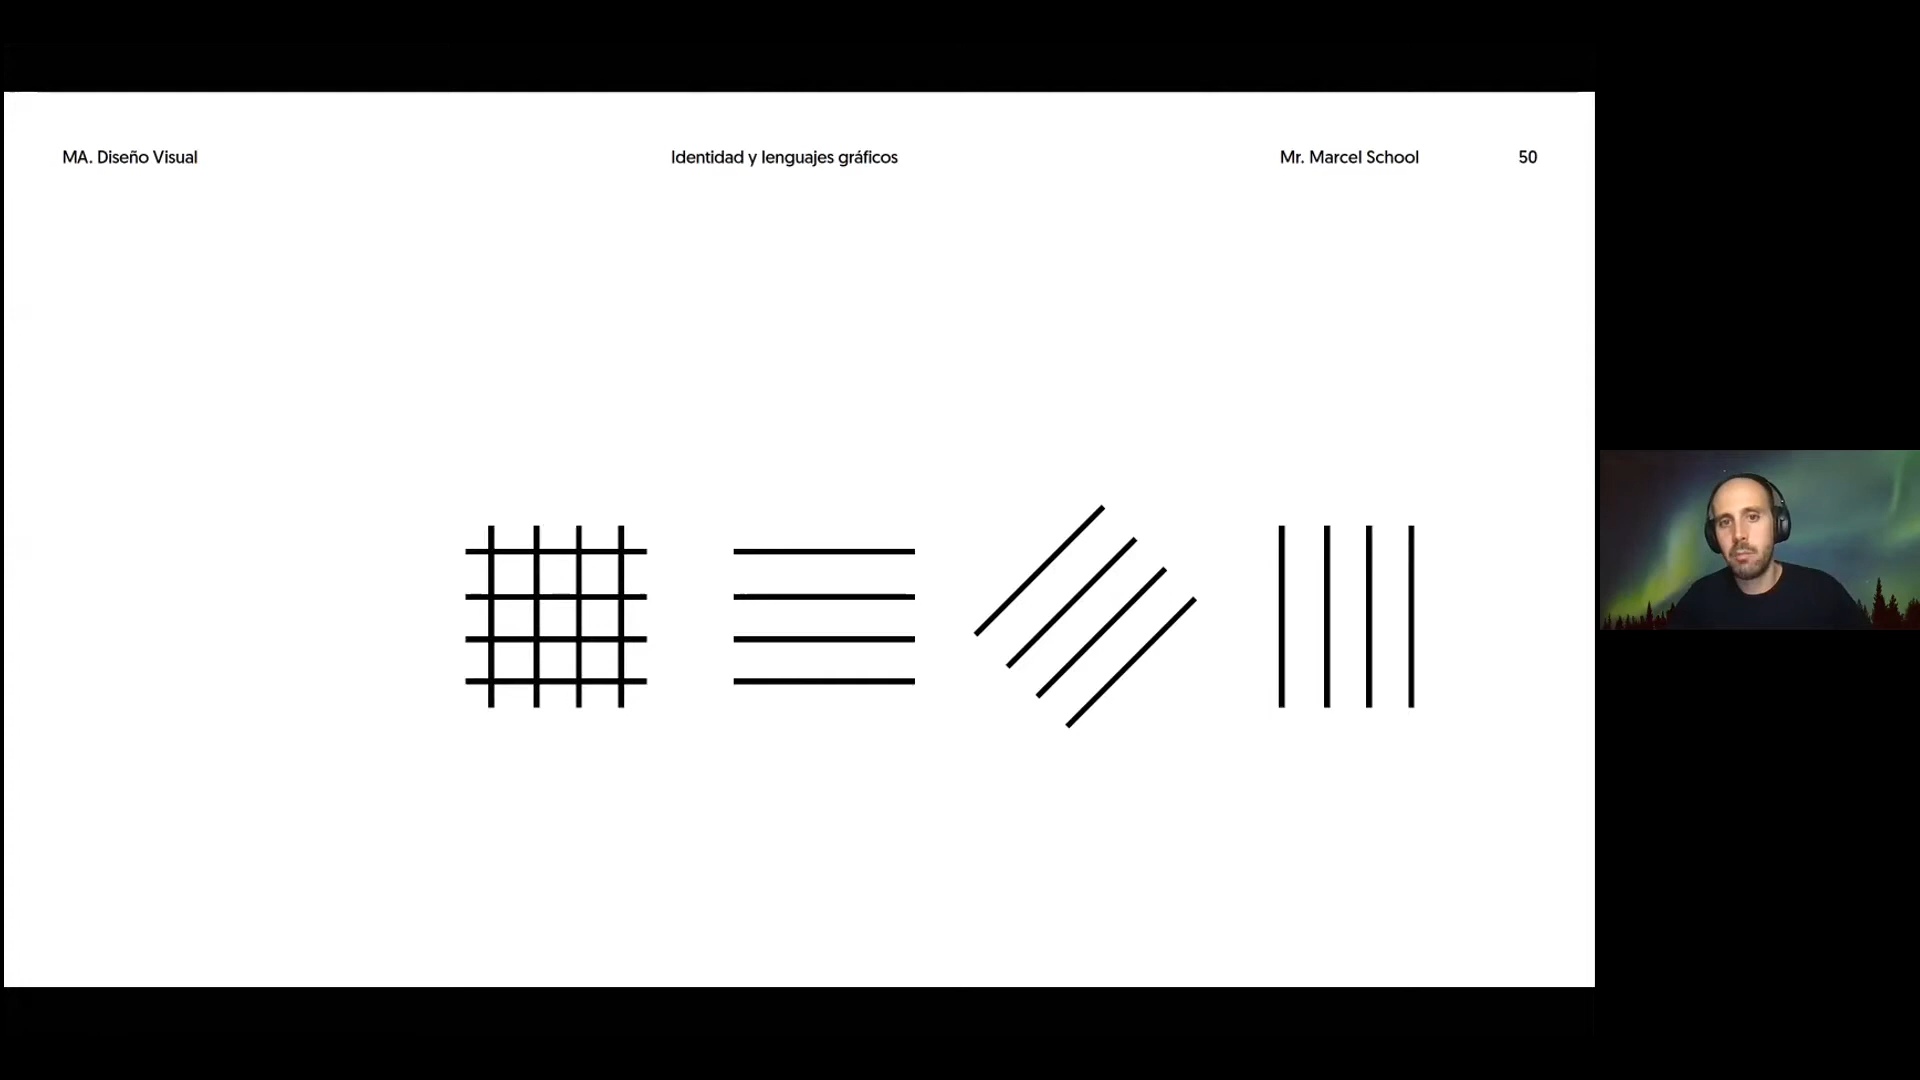 MA. Diseño Visual
Identidad y lenguajes gráficos
Mr. Marcel School
50